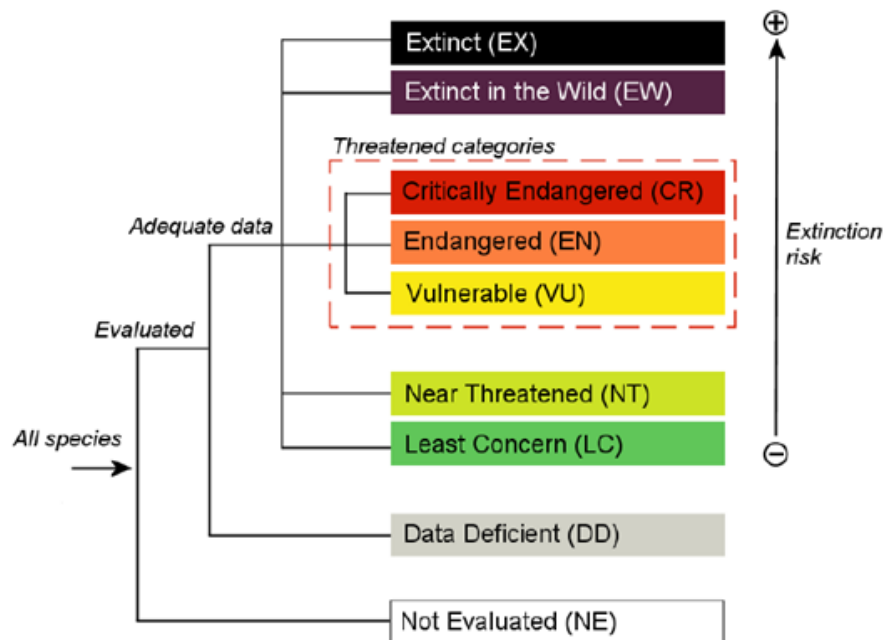 Extinct (EX)
Extinct in the Wild (EW)
Threatened categories
Critically Endangered (CR)
Adequate data
Endangered (EN)
Extinction
risk
Vulnerable (VU)
Evaluated
Near Threatened (NT)
All species
Least Concern (LC)
Data Deficient (DD)
Not Evaluated (NE)